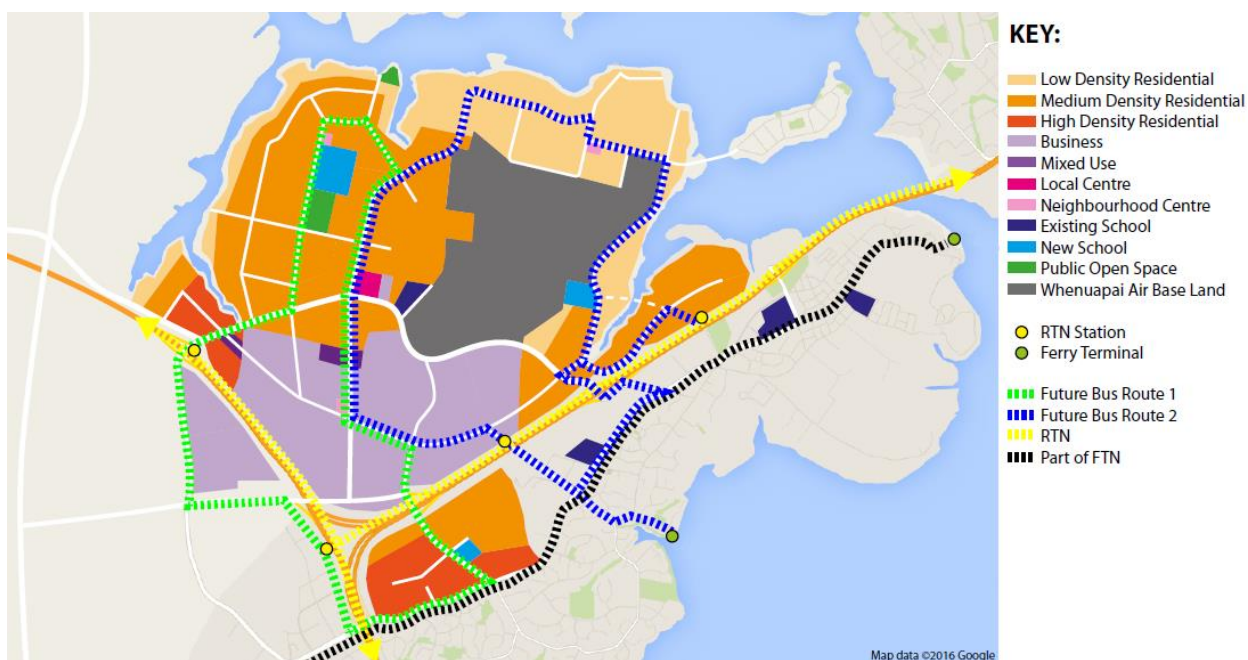 KEY:
Low Density Residential
Medium Density Residential
High Density Residential
Business
Mixed Use
Local Centre
Neighbourhood Centre
Existing School
New School
Public Open Space
Whenuapai Air Base Land
RTN Station
Ferry Terminal
Future Bus Route 1
Future Bus Route 2
RTN
Part of FTN
Map data ©2016 Google